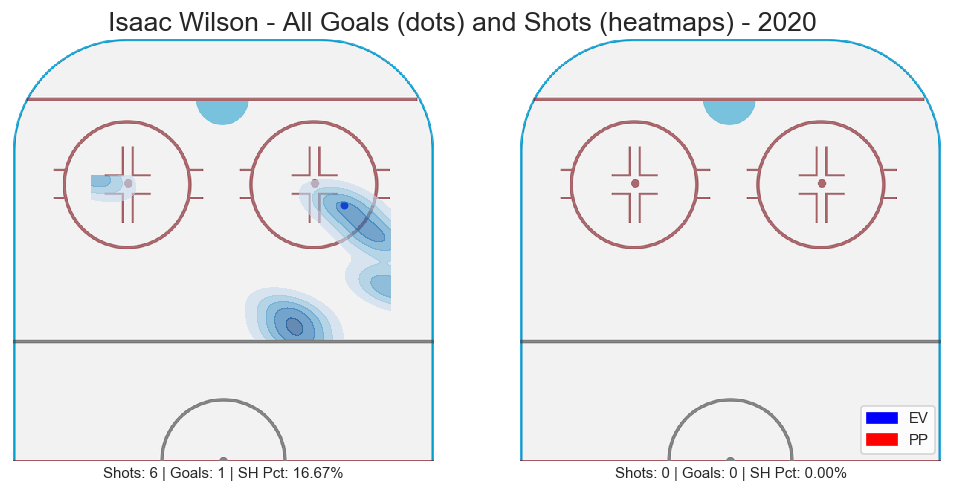 Isaac Wilson - All Goals (dots) and Shots (heatmaps) - 2020
EV
PP
Shots: 6 | Goals: 1 | SH Pct: 16.67%
Shots: 0 | Goals: 0 | SH Pct: 0.00%